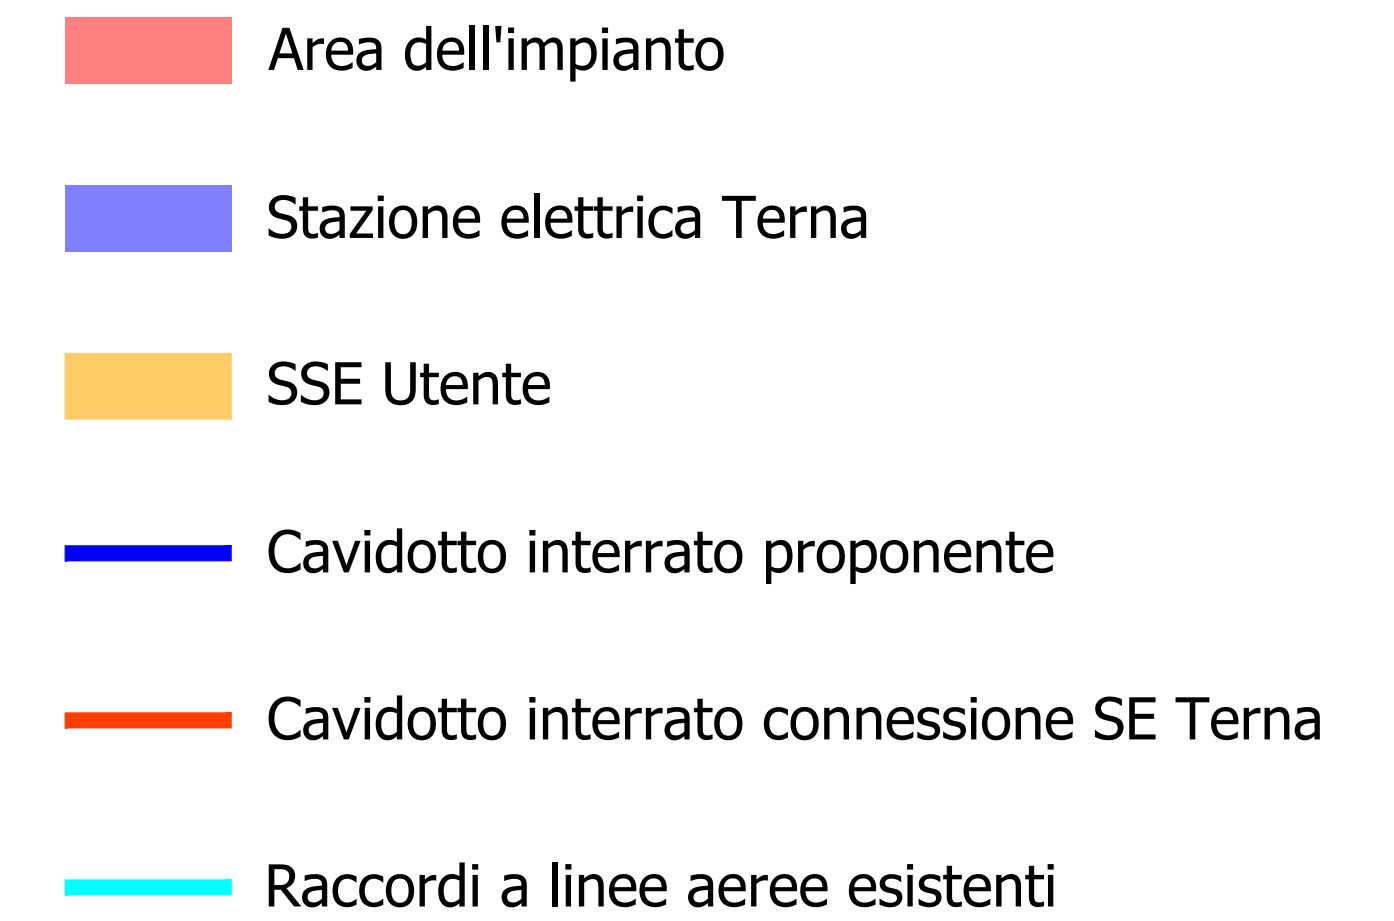 Area dell'impianto
Stazione elettrica Terna
SSE Utente
Cavidotto interrato proponente
Cavidotto interrato connessione SE Terna
Raccordi a linee aeree esistenti